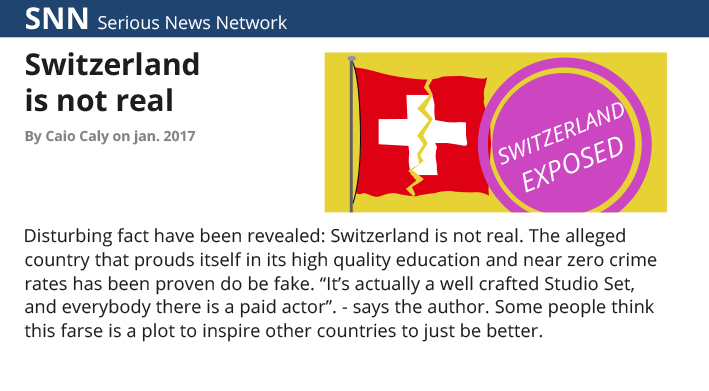 SNN Serious News Network
Switzerland
is not real
By Caio Caly on jan. 2017
SWITZERLAND
EXPOSED
Disturbing fact have been revealed: Switzerland is not real. The alleged
country that prouds itself in its high quality education and near zero crime
rates has been proven do be fake. “It’s actually a well crafted Studio Set,
and everybody there is a paid actor”. - says the author. Some people think
this farse is a plot to inspire other countries to just be better.